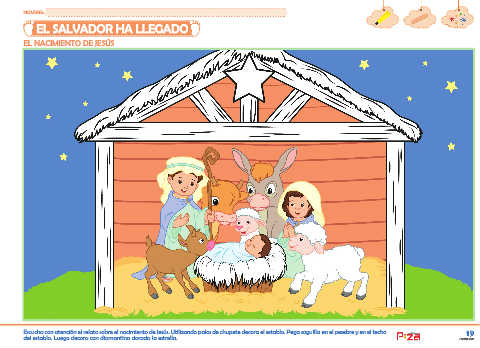 NOMBRE:
EL SALVADOR HA LLEGADO
EL NACIMIENTO DE JESÚS
Escucha con atención el relato sobre el nacimiento de Jesús. Utilizando palos de chupete decora el establo. Pega soguilla en el pesebre y en el techo
del establo. Luego decora con diamantina dorada la estrella.
19